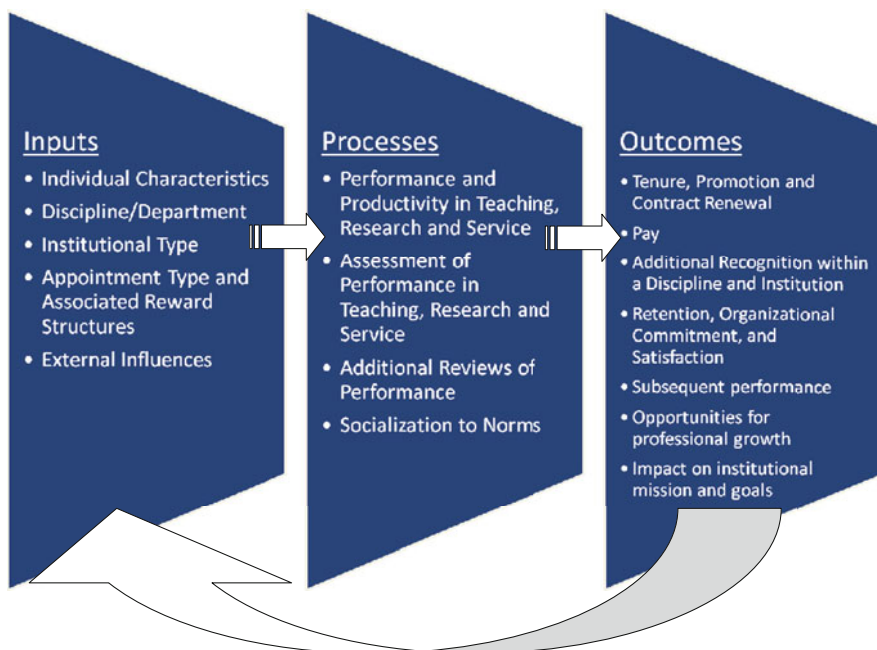 Inputs
• Individual Characteristics
• Discipline/Department
• Institutional Type
• Appointment Type and
Associated Reward
Structures
• External Influences
Processes
• Performance and
Productivity in Teaching,
Research and Service
• Assessment of
Performance in
Teaching, Research and
Service
• Additional Reviews of
Performance
• Socialization to Norms
Outcomes
• Tenure, Promotion and
Contract Renewal
• Pay
• Additional Recognition within
a Discipline and Institution
• Retention, Organizational
Commitment, and
Satisfaction
• Subsequent performance
• Opportunities for
professional growth
• Impact on institutional
mission and goals